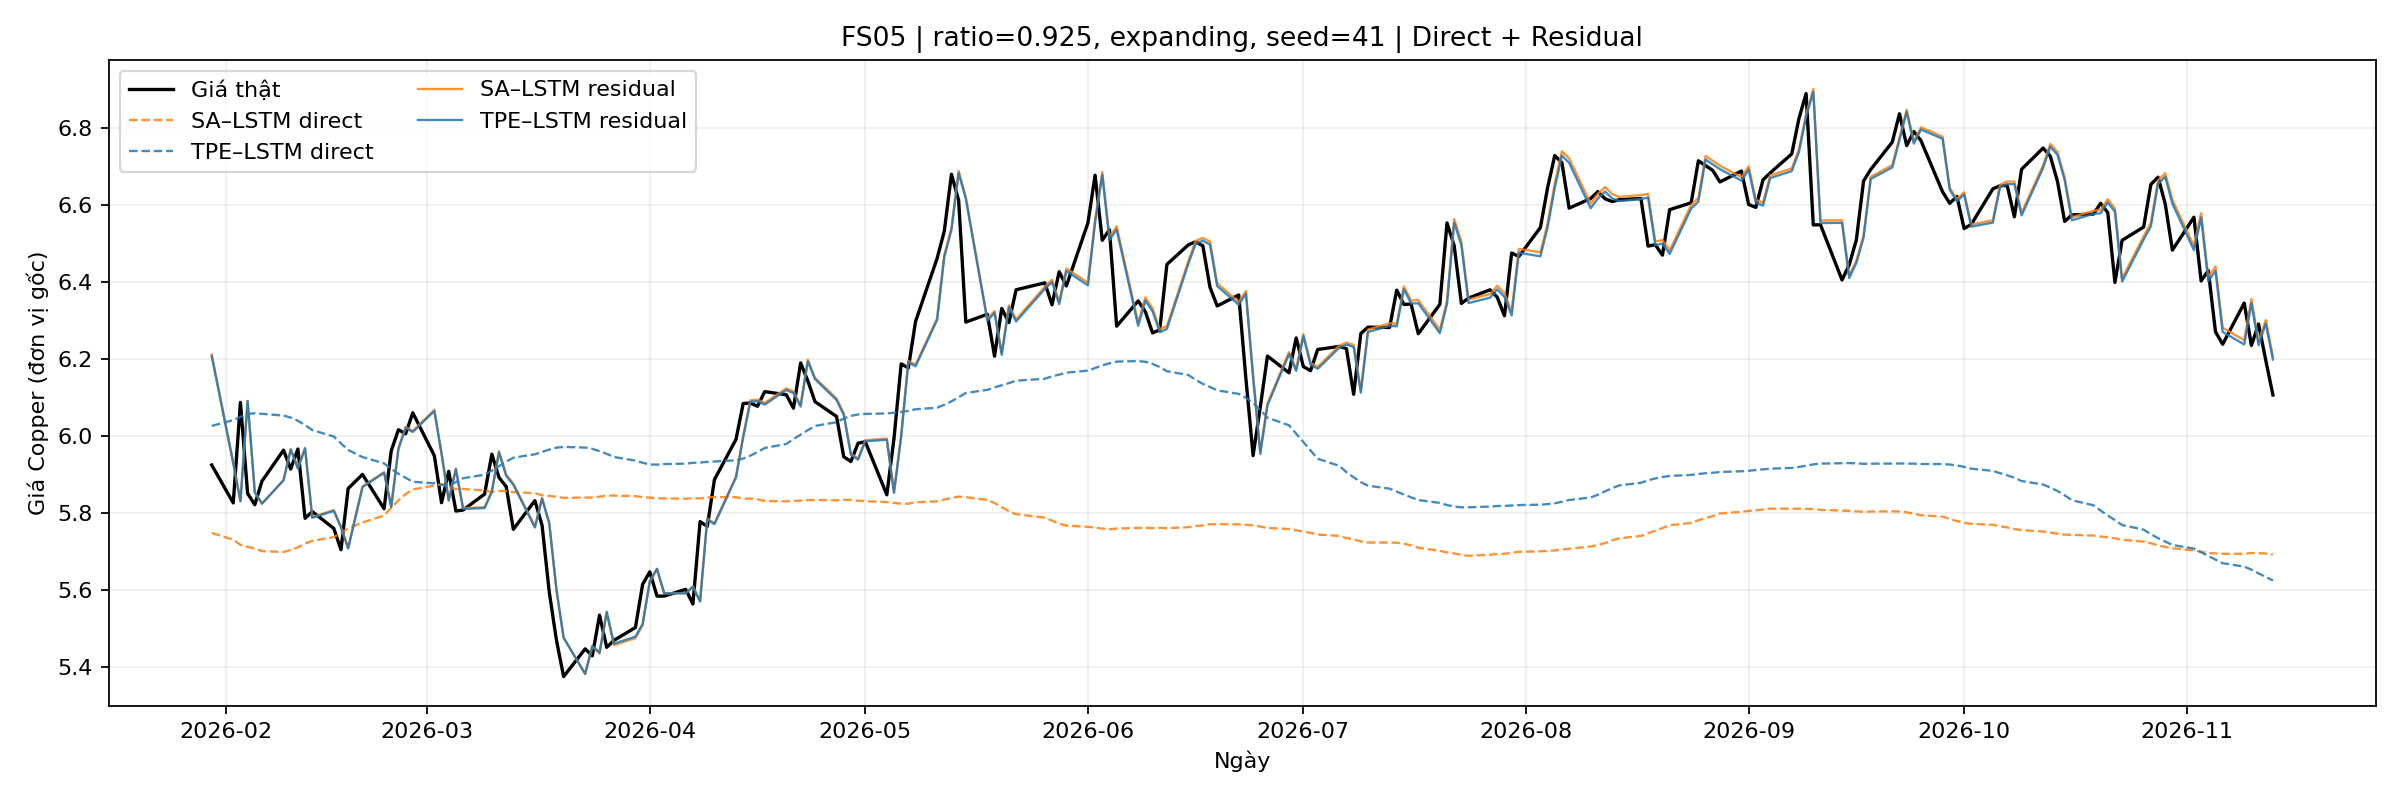 FS05 | ratio=0.925, expanding, seed=41 | Direct + Residual
Giá thật
SA–LSTM direct
TPE–LSTM direct
SA–LSTM residual
TPE–LSTM residual
Giá Copper (đơn vị gốc)
6.8
6.6
6.4
6.2
6.0
5.8
5.6
5.4
2026-02 2026-03 2026-04 2026-05 2026-06 2026-07 2026-08 2026-09 2026-10 2026-11
Ngày